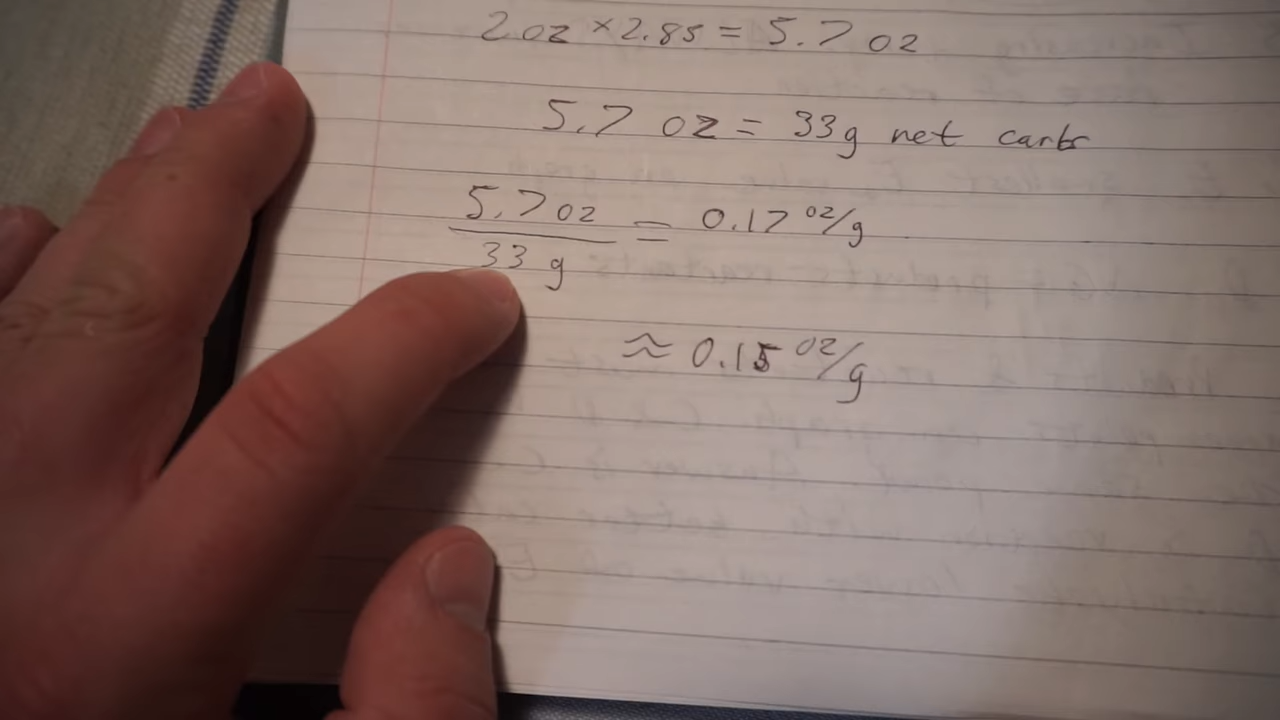 2 oz × 2.85 = 5.7 oz
5.7 oz = 33g net carbs
5.7 oz / 33 g = 0.17 oz/g
≈ 0.15 oz/g